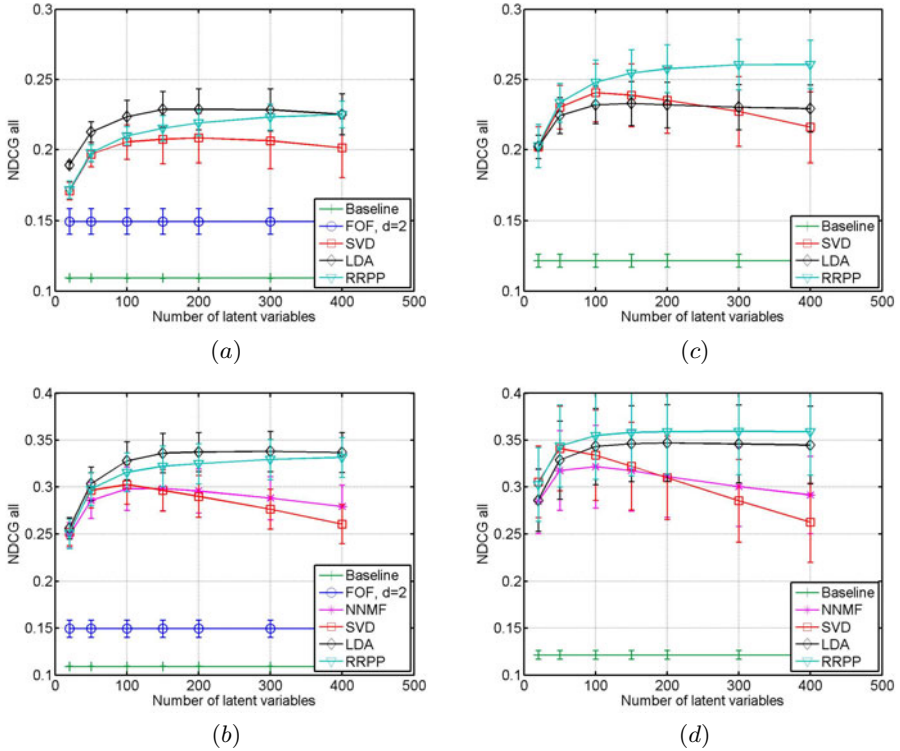 0.3
0.25
0.2
0.15
0.1
NDCG all
0 100 200 300 400 500
Number of latent variables
Baseline
FOF, d=2
SVD
LDA
RRPP
(a)
0.3
0.25
0.2
0.15
0.1
NDCG all
0 100 200 300 400 500
Number of latent variables
Baseline
SVD
LDA
RRPP
(c)
0.4
0.35
0.3
0.25
0.2
0.15
0.1
NDCG all
0 100 200 300 400 500
Number of latent variables
Baseline
FOF, d=2
NNMF
SVD
LDA
RRPP
(b)
0.4
0.35
0.3
0.25
0.2
0.15
0.1
NDCG all
0 100 200 300 400 500
Number of latent variables
Baseline
NNMF
SVD
LDA
RRPP
(d)